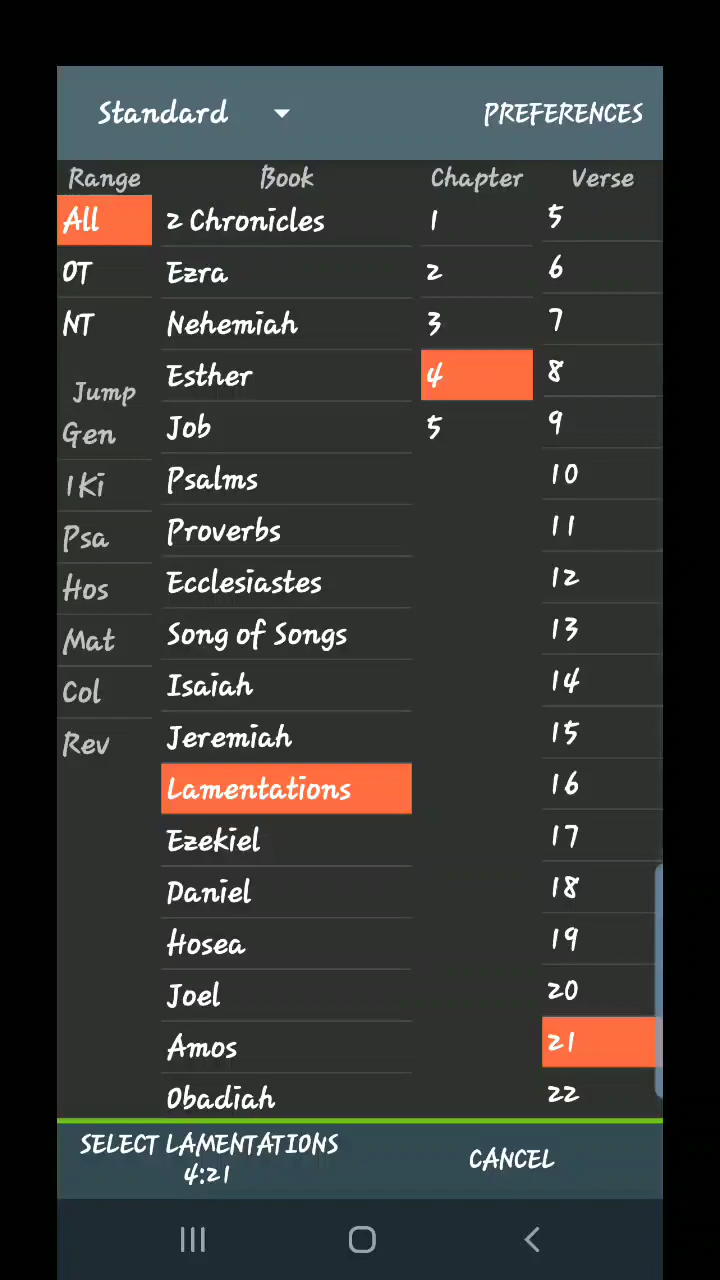 Standard
PREFERENCES
Range
Book
Chapter
Verse
All
OT
NT
Jump
Gen
1Ki
Psa
Hos
Mat
Col
Rev
2 Chronicles
Ezra
Nehemiah
Esther
Job
Psalms
Proverbs
Ecclesiastes
Song of Songs
Isaiah
Jeremiah
Lamentations
Ezekiel
Daniel
Hosea
Joel
Amos
Obadiah
1
2
3
4
5
5
6
7
8
9
10
11
12
13
14
15
16
17
18
19
20
21
22
SELECT LAMENTATIONS
4:21
CANCEL